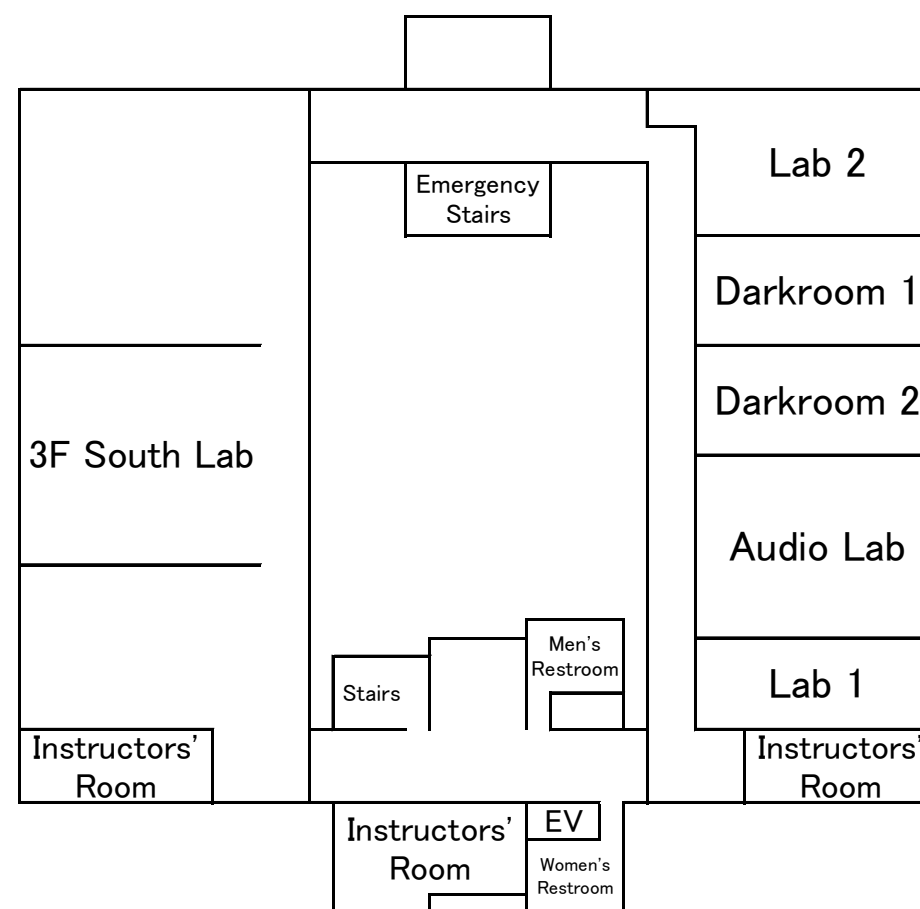 Lab 2
Emergency
Stairs
Darkroom 1
Darkroom 2
3F South Lab
Audio Lab
Men's
Restroom
Stairs
Lab 1
Instructors'
Room
Instructors'
Room
Instructors'
Room
EV
Women's
Restroom